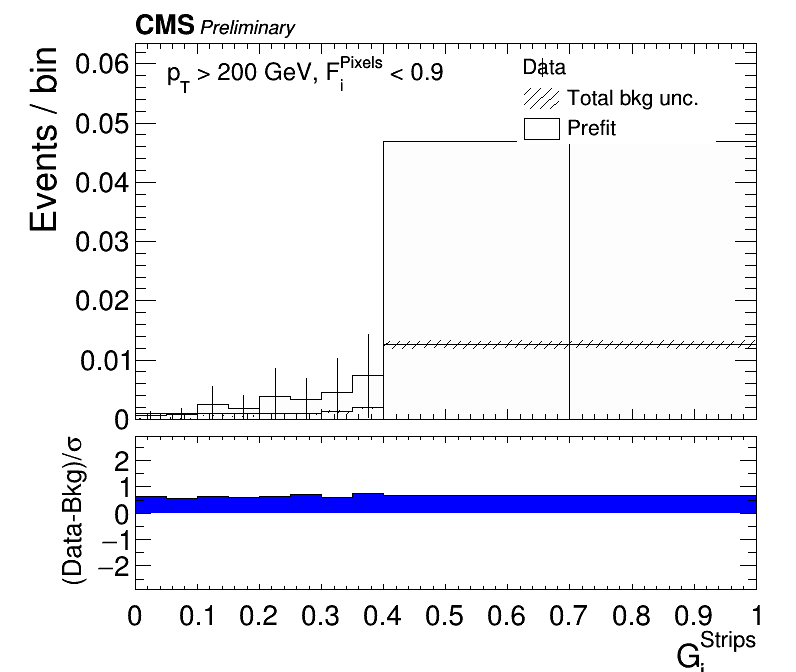 CMS Preliminary
p_T > 200 GeV, F_i^Pixels < 0.9
Data
Total bkg unc.
Prefit
Events / bin
0.06
0.05
0.04
0.03
0.02
0.01
0
(Data-Bkg)/σ
2
1
0
−1
−2
0 0.1 0.2 0.3 0.4 0.5 0.6 0.7 0.8 0.9 1
G_i^Strips